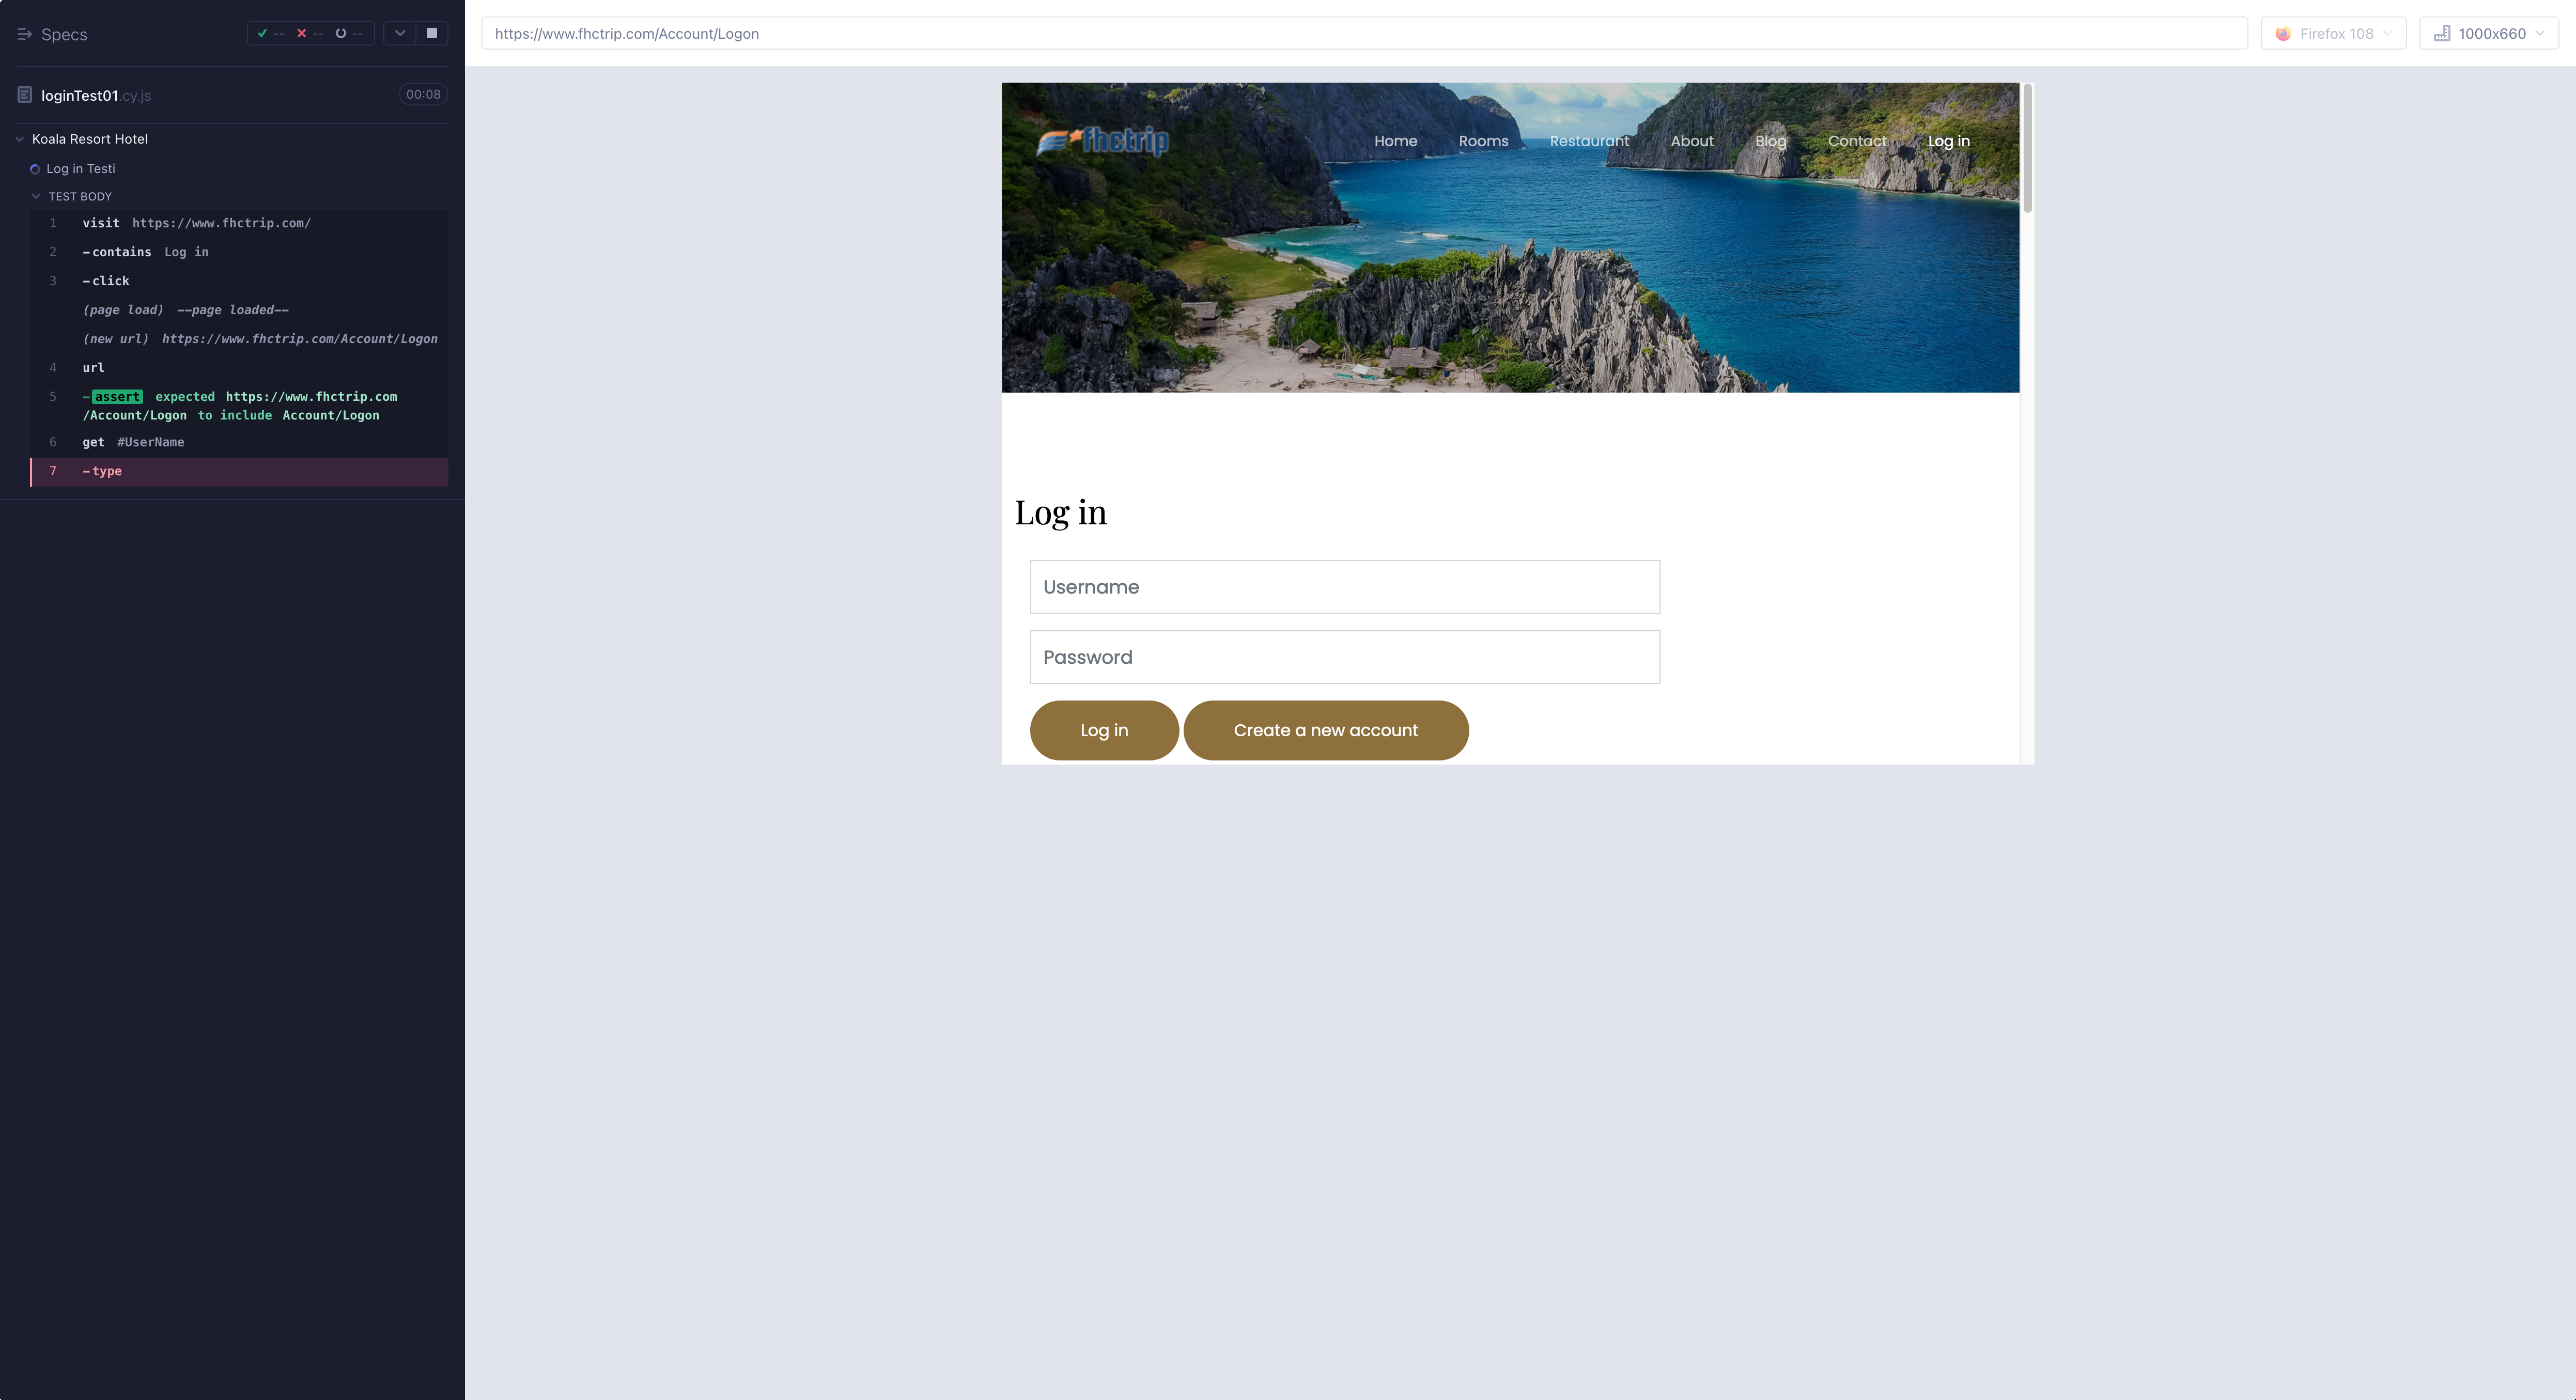 Specs
-- -- --
loginTest01.cy.js 00:08
Koala Resort Hotel
Log in Testi
TEST BODY
1 visit https://www.fhctrip.com/
2 -contains Log in
3 -click
(page load) --page loaded--
(new url) https://www.fhctrip.com/Account/Logon
4 url
5 -assert expected https://www.fhctrip.com
/Account/Logon to include Account/Logon
6 get #UserName
7 -type
https://www.fhctrip.com/Account/Logon
Firefox 108
1000x660
fhctrip
Home Rooms Restaurant About Blog Contact Log in
Log in
Username
Password
Log in Create a new account